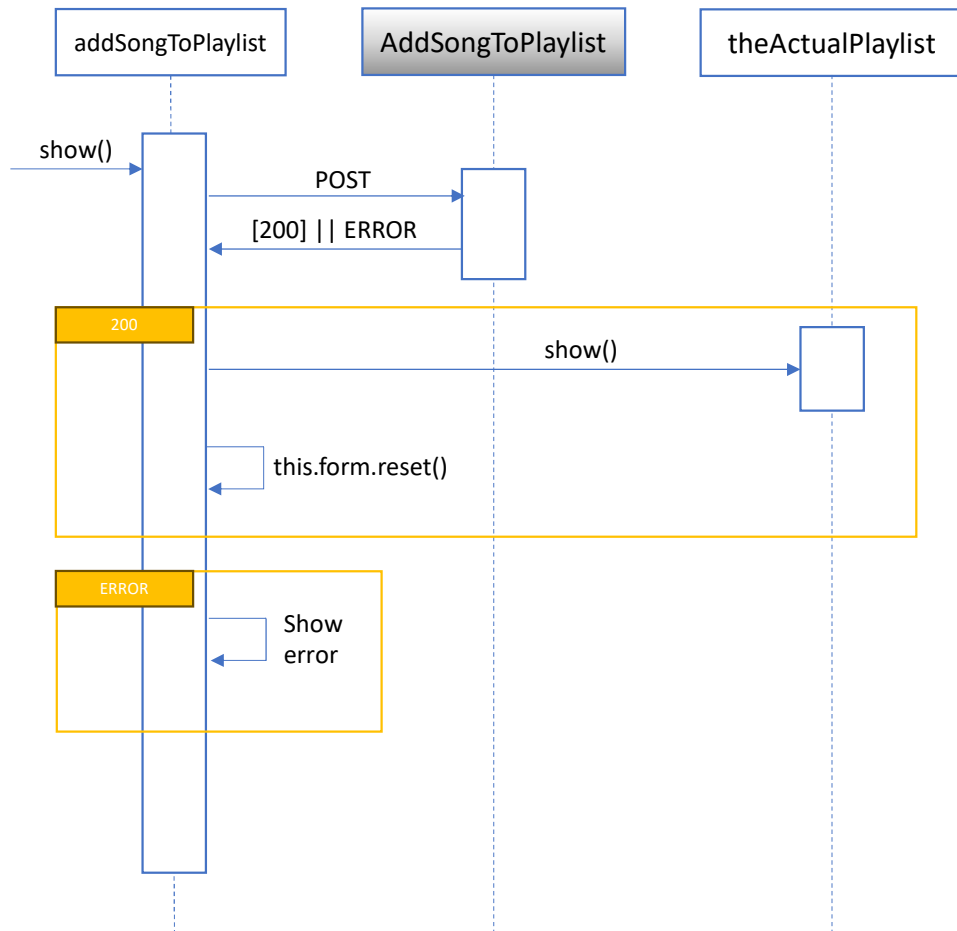 addSongToPlaylist
AddSongToPlaylist
theActualPlaylist
show()
POST
[200] || ERROR
200
show()
this.form.reset()
ERROR
Show
error